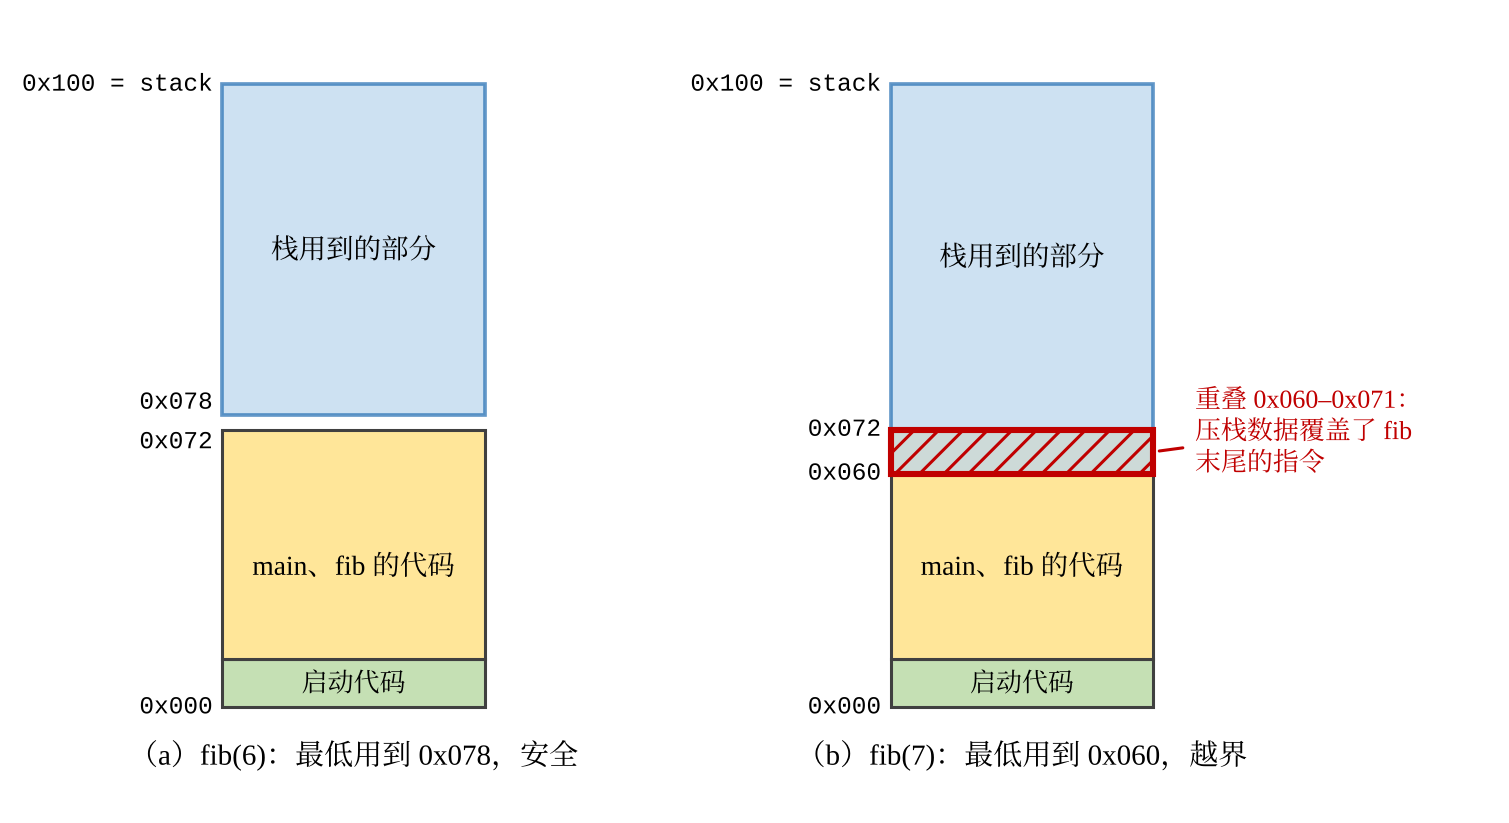 0x100 = stack
栈用到的部分
0x078
0x072
main、fib 的代码
启动代码
0x000
（a）fib(6)：最低用到 0x078，安全
0x100 = stack
栈用到的部分
0x072
0x060
重叠 0x060–0x071：
压栈数据覆盖了 fib
末尾的指令
main、fib 的代码
启动代码
0x000
（b）fib(7)：最低用到 0x060，越界